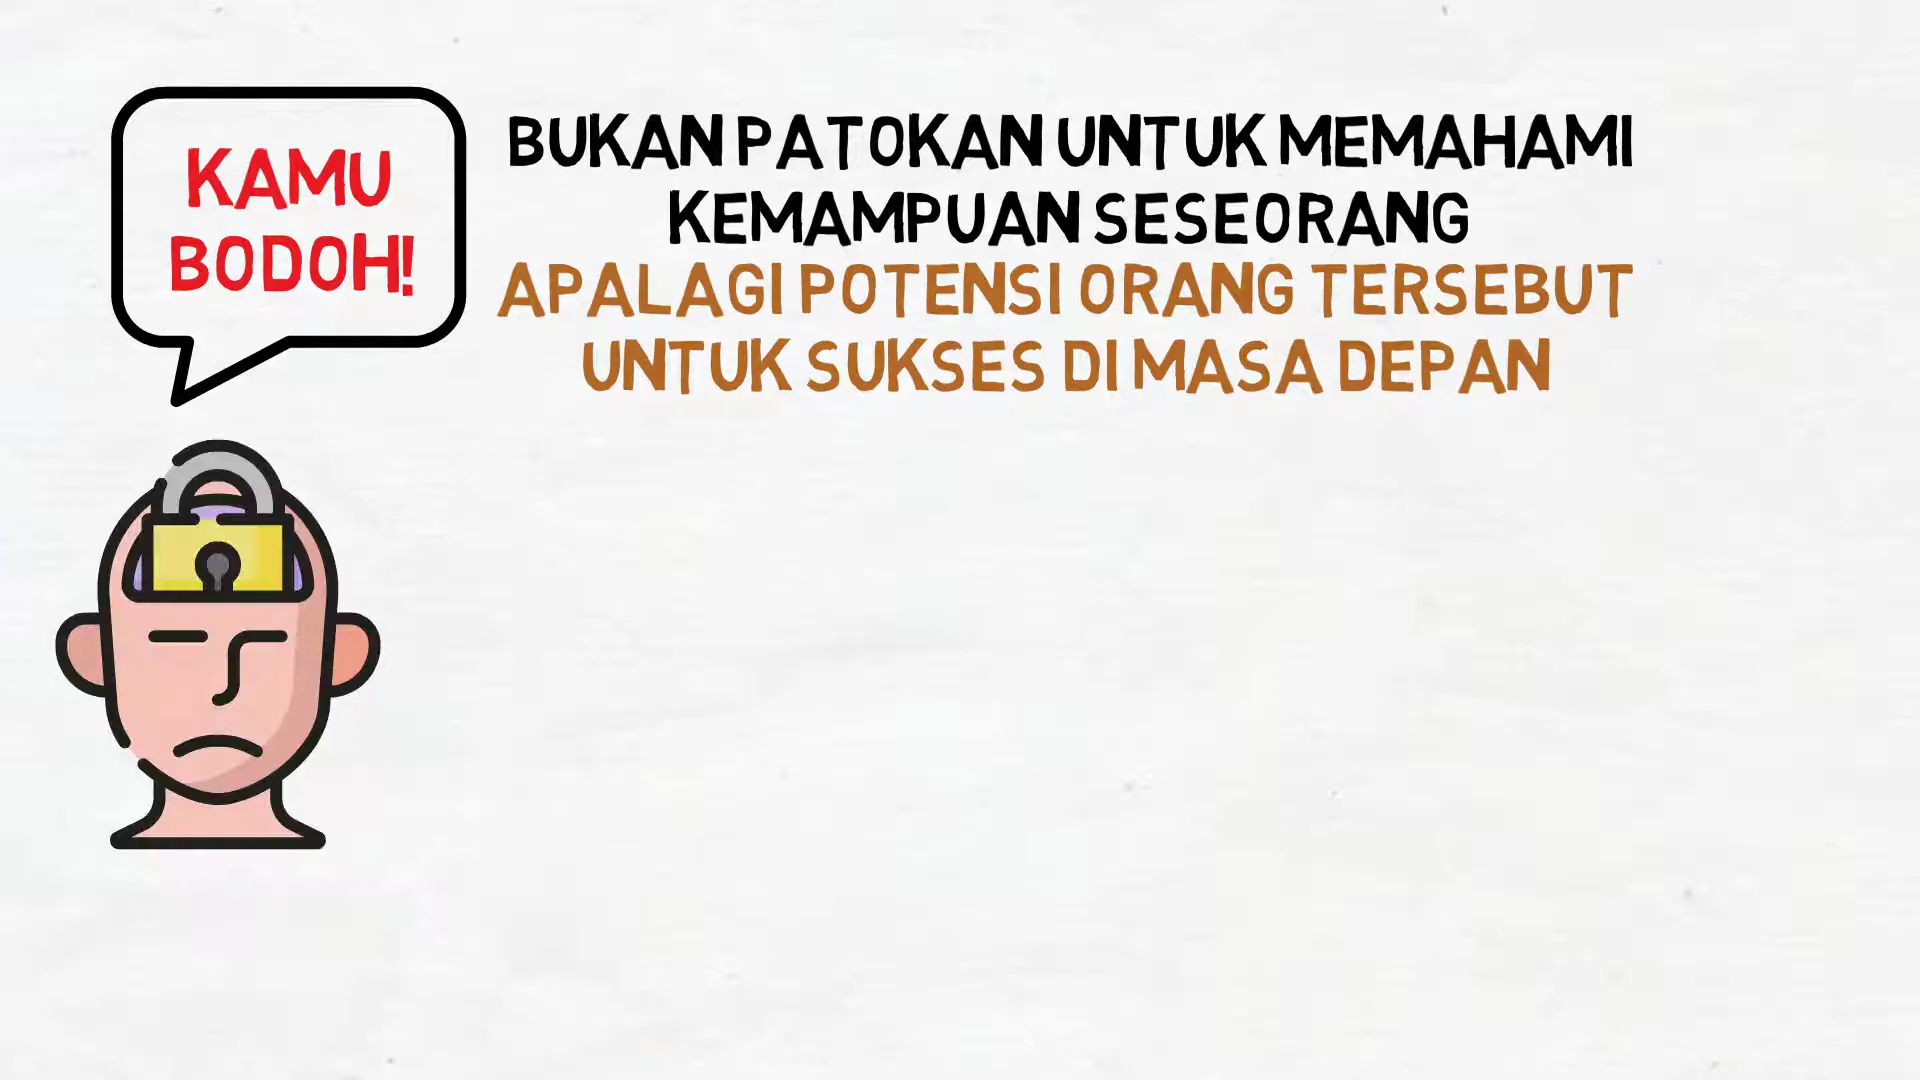 KAMU
BODOH!
BUKAN PATOKAN UNTUK MEMAHAMI
KEMAMPUAN SESEORANG
APALAGI POTENSI ORANG TERSEBUT
UNTUK SUKSES DI MASA DEPAN